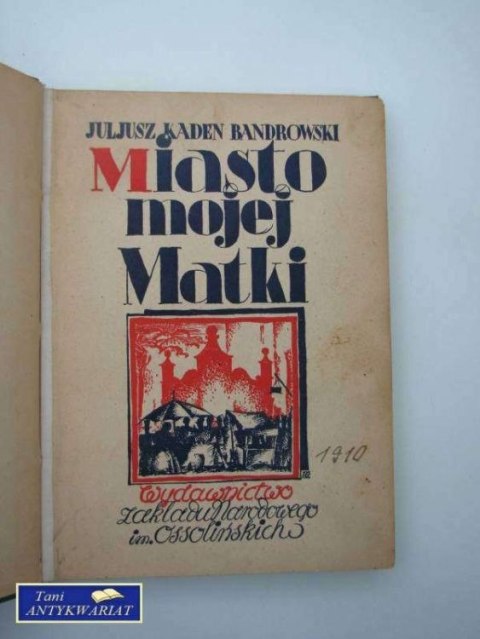 JULJUSZ KADEN BANDROWSKI
Miasto
mojej
Matki
1910
wydawnictwo
zakładu Narodowego
im. Ossolińskich
Tani
ANTYKWARIAT